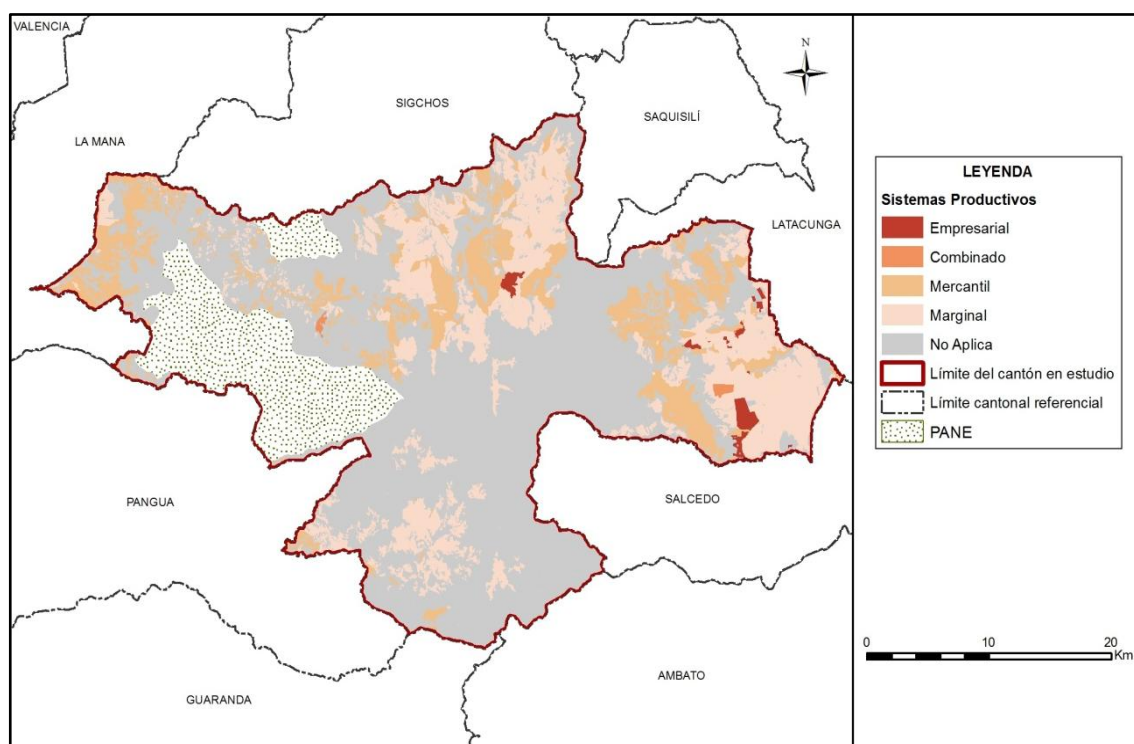 VALENCIA
N
SIGCHOS
SAQUISILÍ
LA MANA
LATACUNGA
PANGUA
SALCEDO
GUARANDA
AMBATO
LEYENDA
Sistemas Productivos
Empresarial
Combinado
Mercantil
Marginal
No Aplica
Límite del cantón en estudio
Límite cantonal referencial
PANE
0 10 20
Km